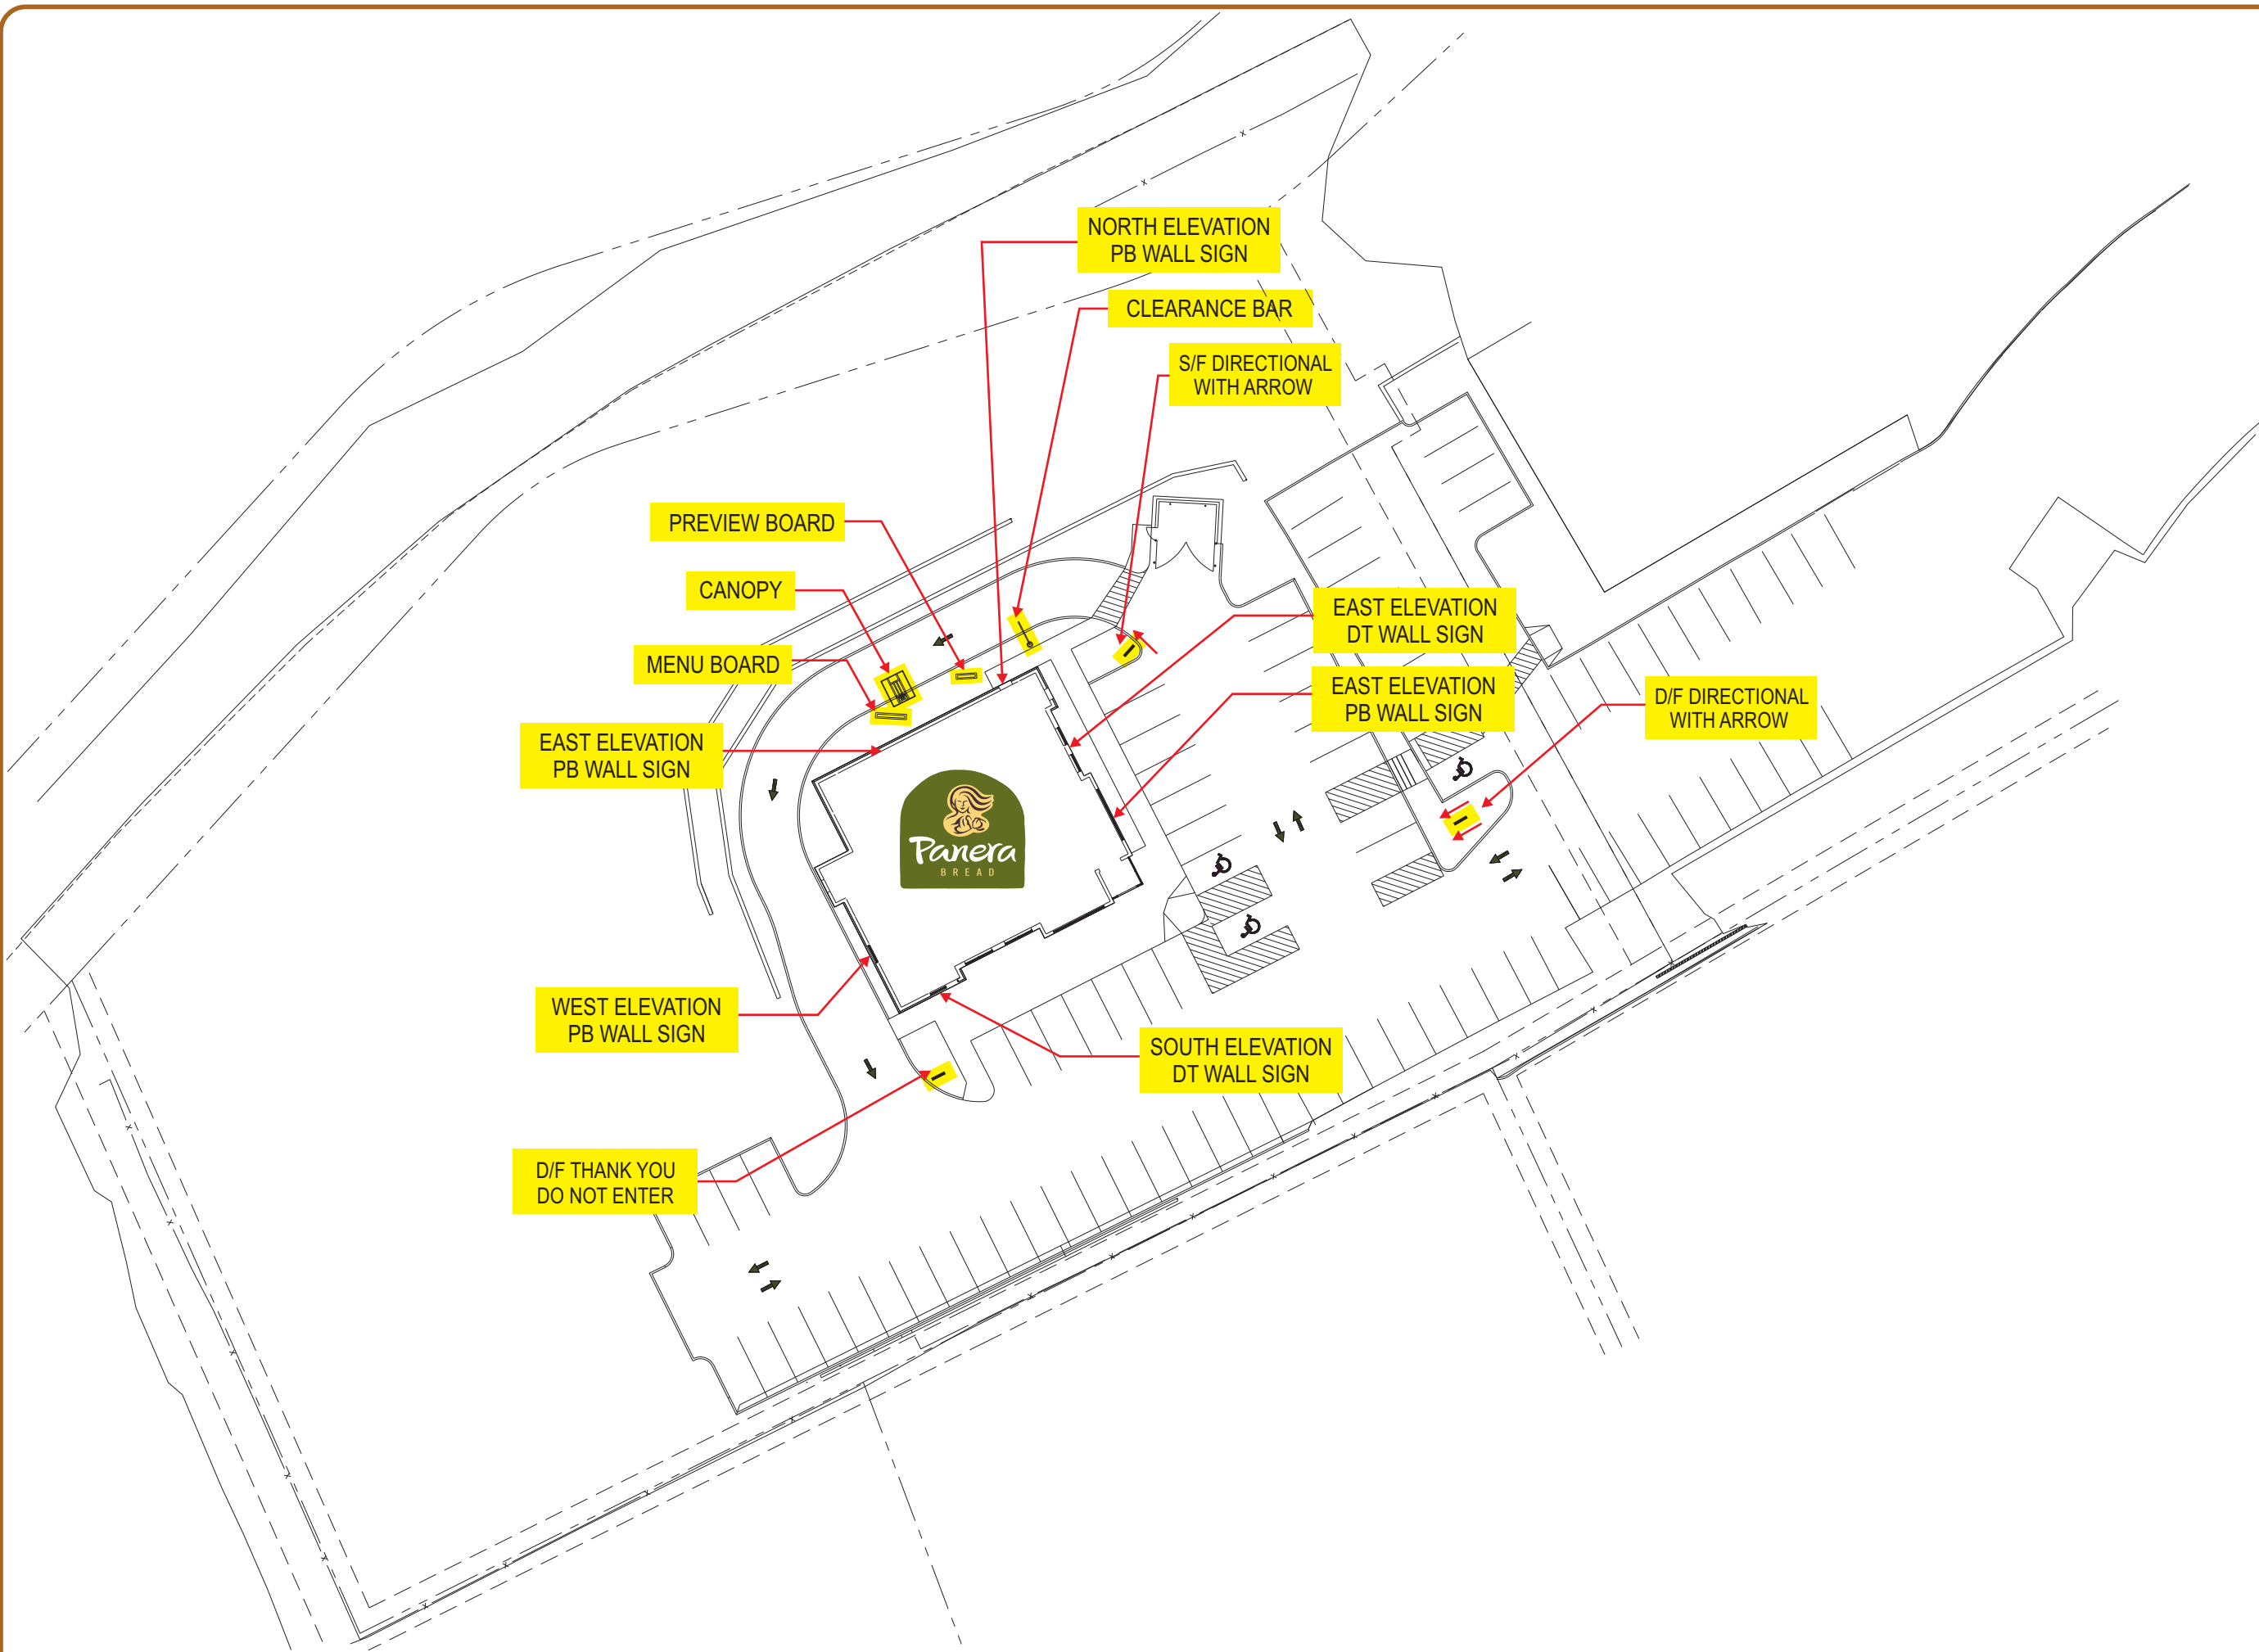 NORTH ELEVATION
PB WALL SIGN
CLEARANCE BAR
S/F DIRECTIONAL
WITH ARROW
PREVIEW BOARD
CANOPY
MENU BOARD
EAST ELEVATION
DT WALL SIGN
EAST ELEVATION
PB WALL SIGN
D/F DIRECTIONAL
WITH ARROW
EAST ELEVATION
PB WALL SIGN
Panera
BREAD
WEST ELEVATION
PB WALL SIGN
SOUTH ELEVATION
DT WALL SIGN
D/F THANK YOU
DO NOT ENTER